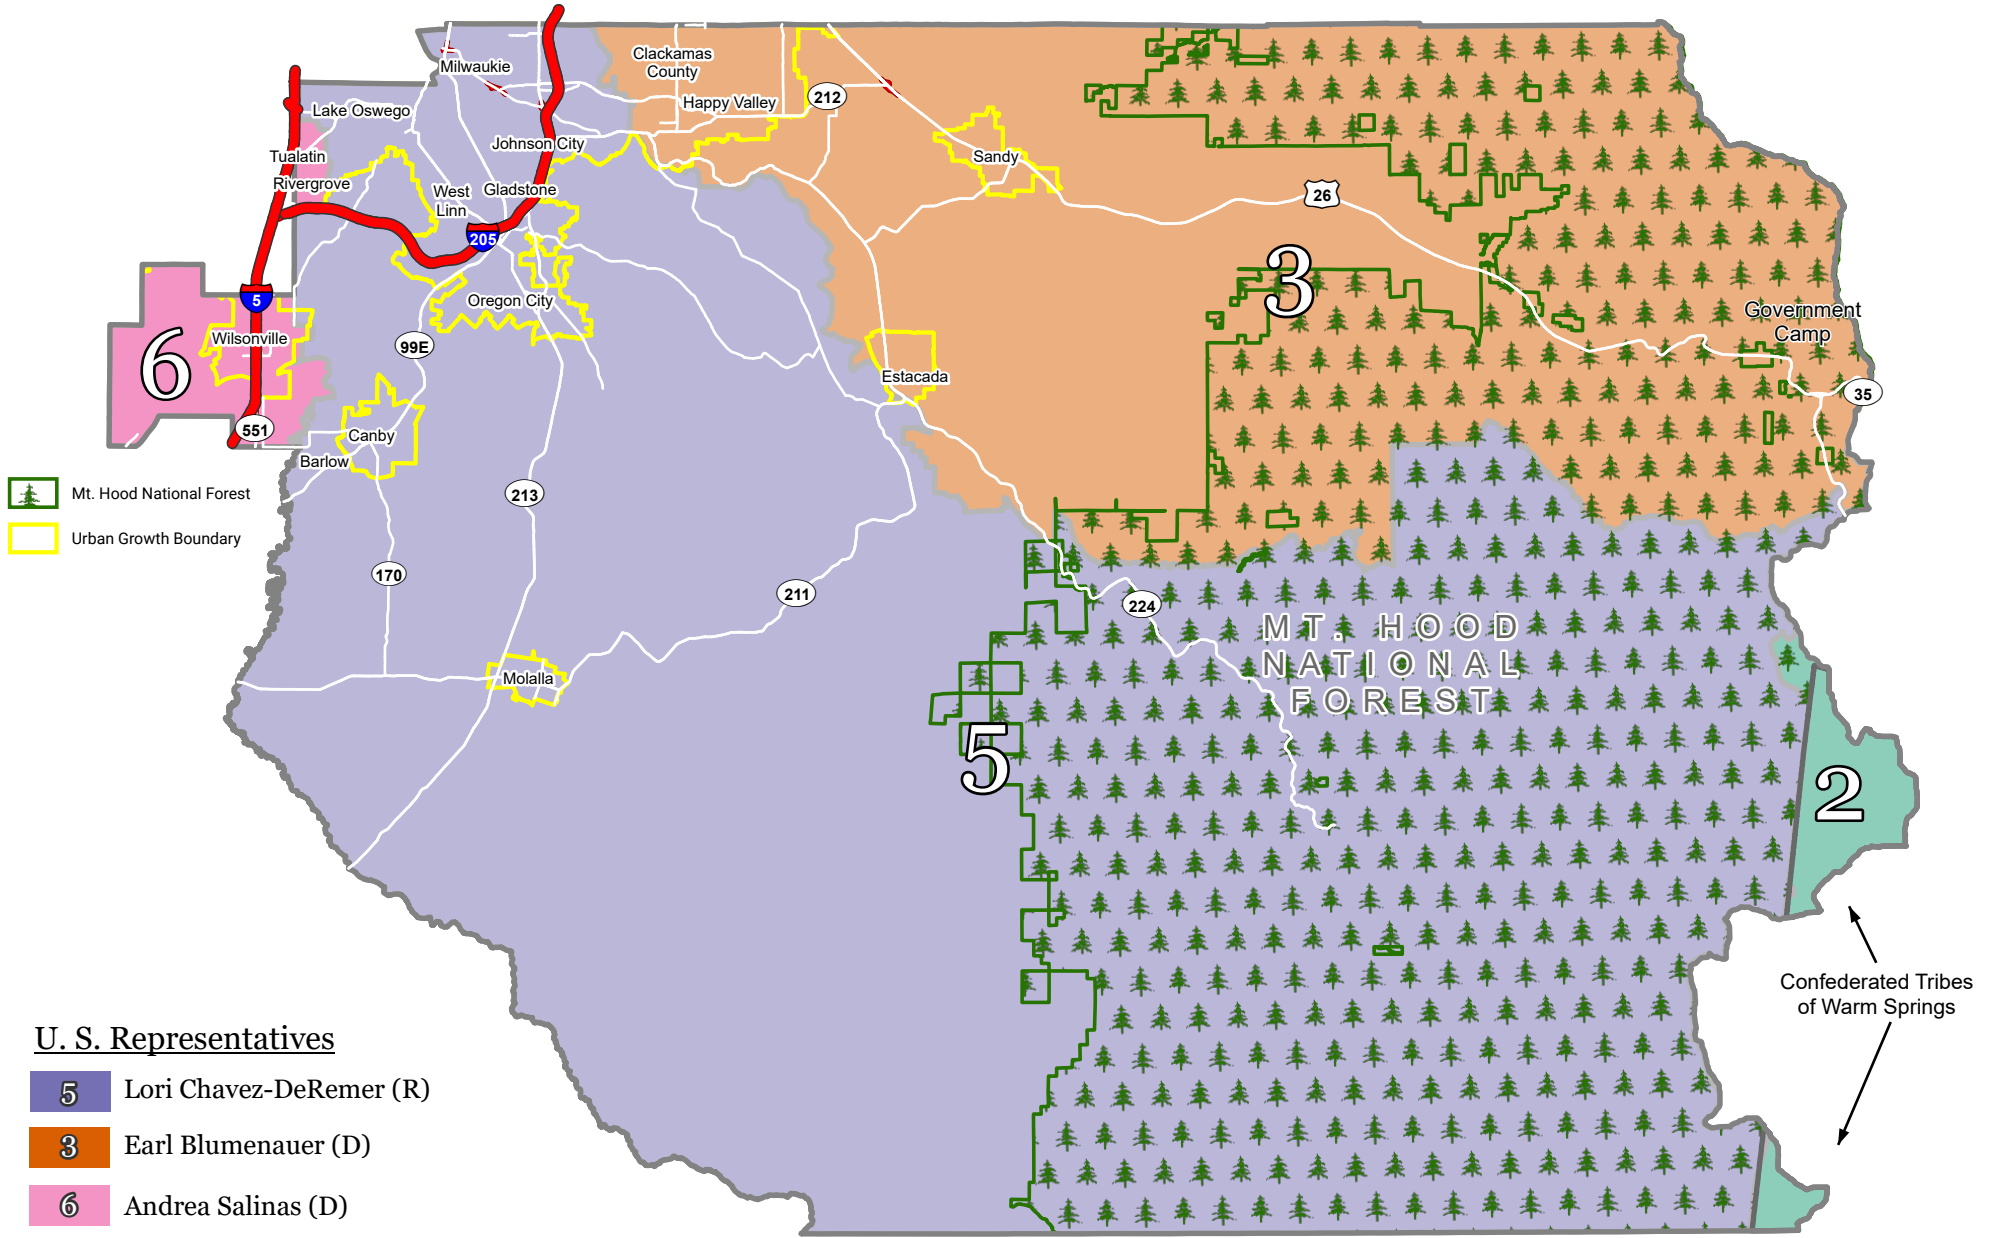 Clackamas
County
Milwaukie
Happy Valley
212
Lake Oswego
Johnson City
Tualatin
Sandy
Rivergrove
West
Linn
Gladstone
26
205
3
5
Oregon City
Government
Camp
Wilsonville
99E
6
Estacada
35
551
Canby
Barlow
213
Mt. Hood National Forest
Urban Growth Boundary
170
211
224
MT. HOOD
NATIONAL
FOREST
Molalla
5
2
Confederated Tribes
of Warm Springs
U. S. Representatives
5 Lori Chavez-DeRemer (R)
3 Earl Blumenauer (D)
6 Andrea Salinas (D)